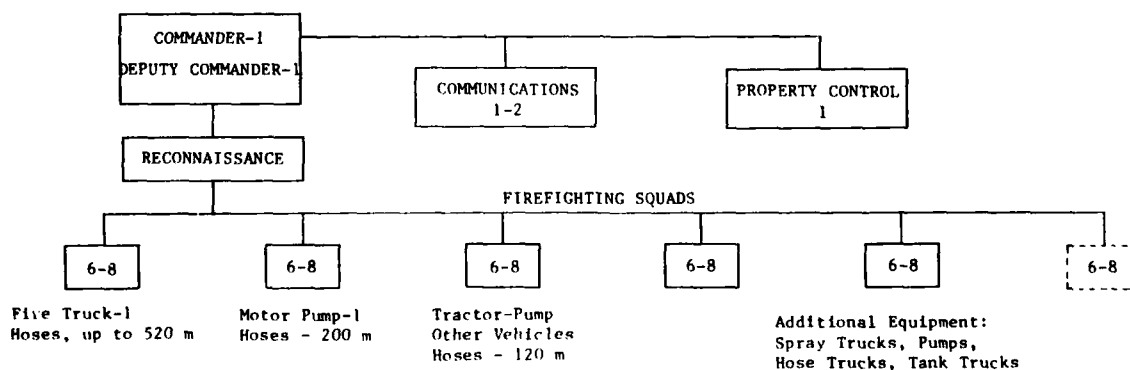 COMMANDER-1
DEPUTY COMMANDER-1
COMMUNICATIONS
1-2
PROPERTY CONTROL
1
RECONNAISSANCE
FIREFIGHTING SQUADS
6-8
6-8
6-8
6-8
6-8
6-8
Fire Truck-1
Hoses, up to 520 m
Motor Pump-1
Hoses - 200 m
Tractor-Pump
Other Vehicles
Hoses - 120 m
Additional Equipment:
Spray Trucks, Pumps,
Hose Trucks, Tank Trucks